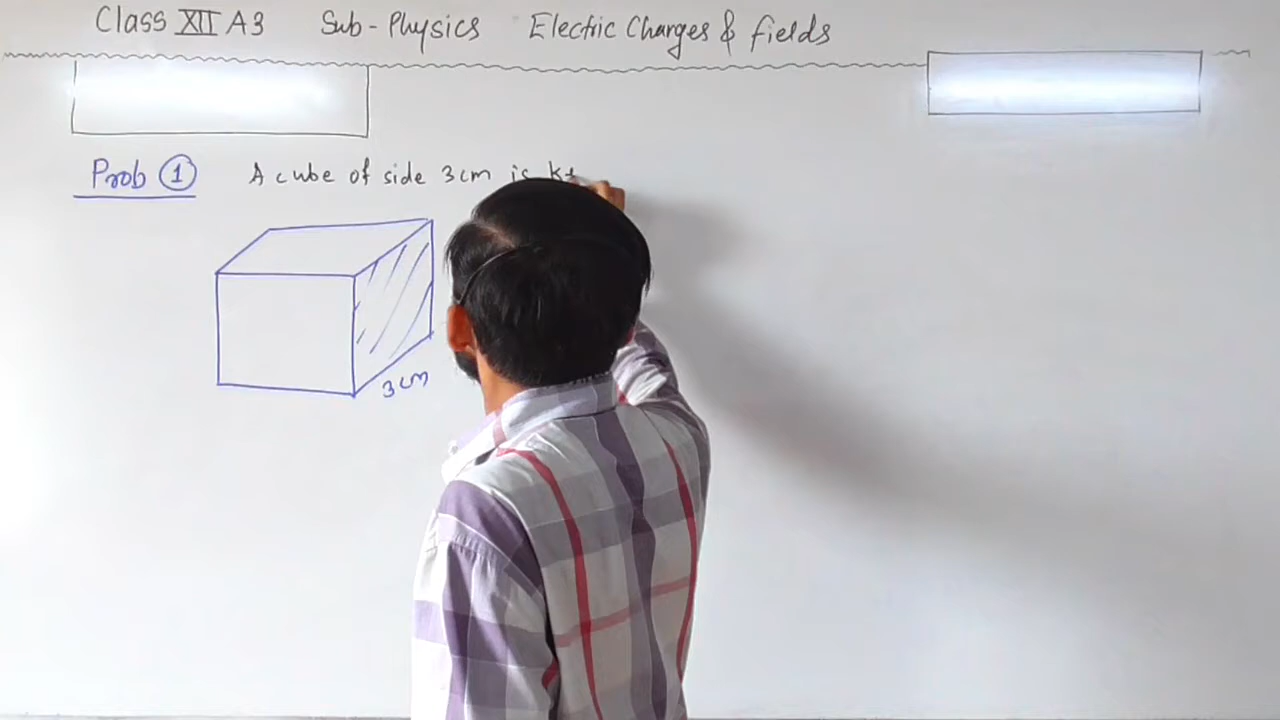 Class XII A3 Sub-Physics Electric Charges & fields
Prob 1 A cube of side 3cm is
3cm